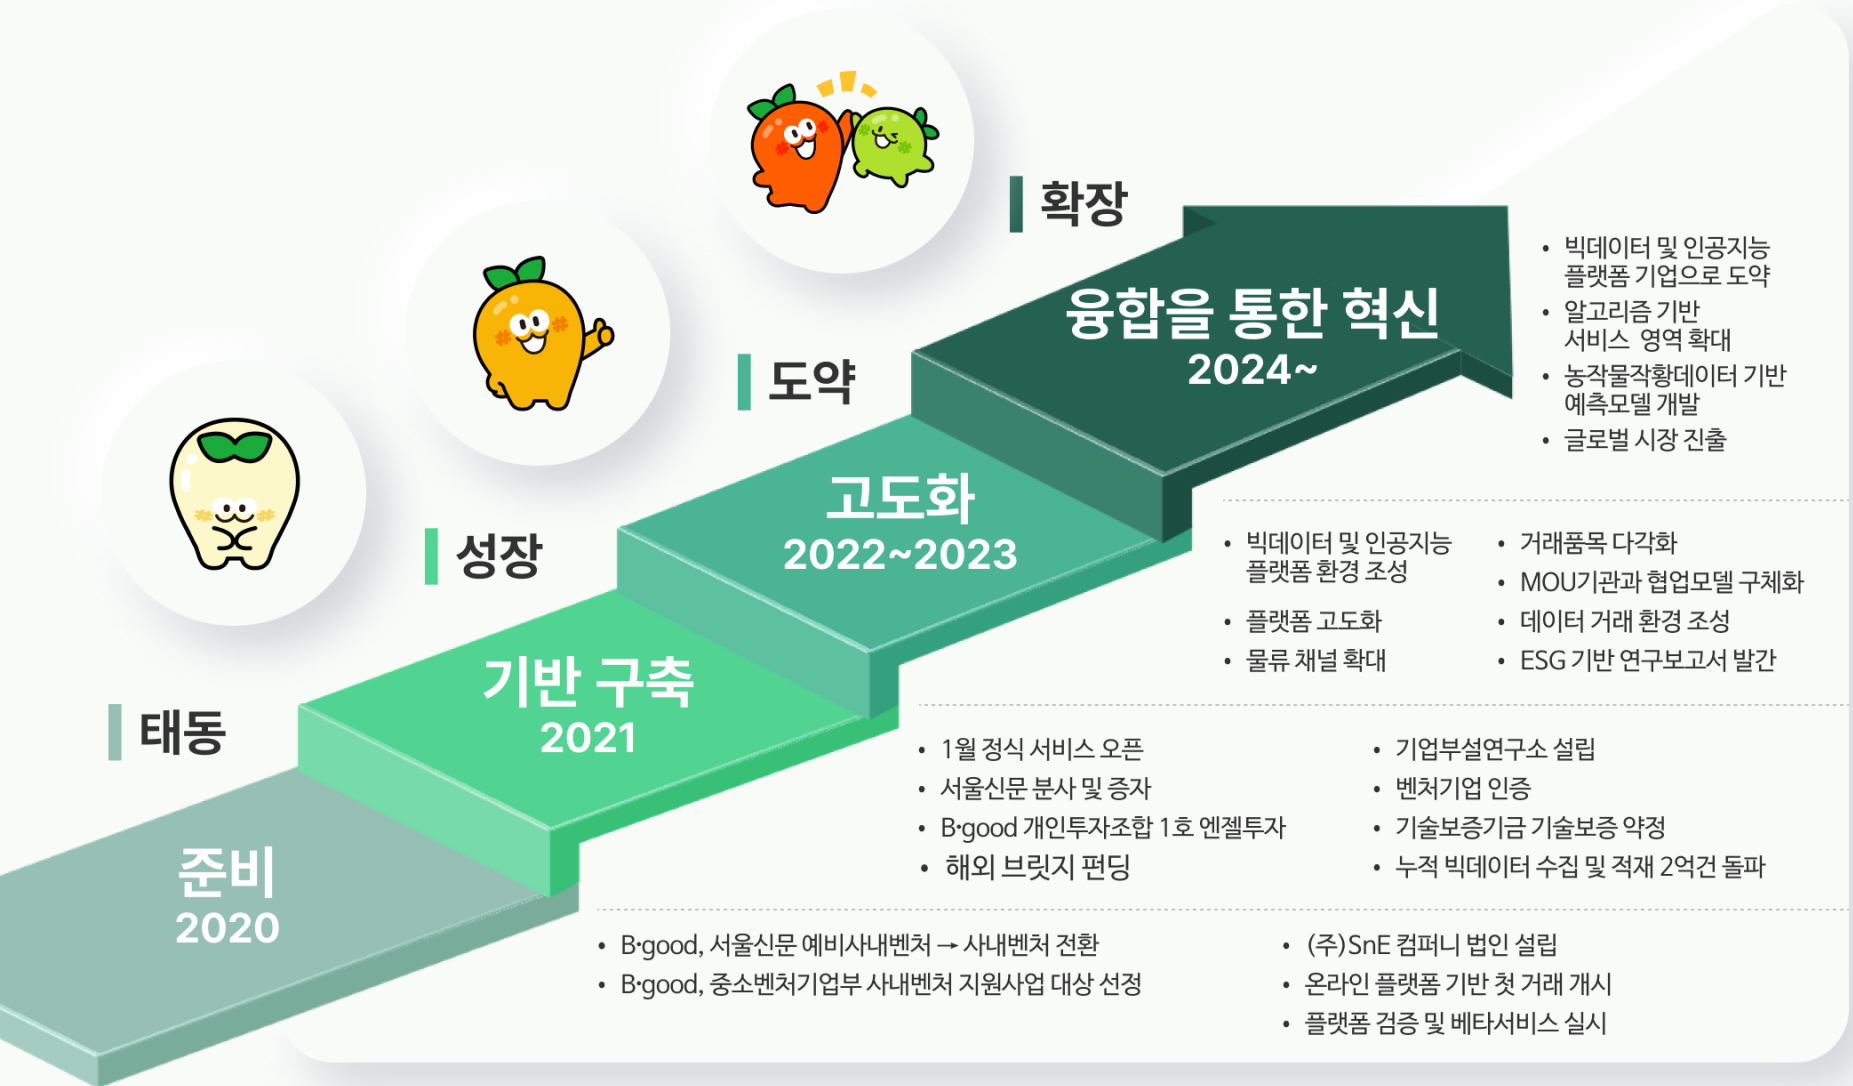 확장
융합을 통한 혁신
2024~
• 빅데이터 및 인공지능
플랫폼 기업으로 도약
• 알고리즘 기반
서비스 영역 확대
• 농작물작황데이터 기반
예측모델 개발
• 글로벌 시장 진출
도약
고도화
2022~2023
• 빅데이터 및 인공지능
플랫폼 환경 조성
• 플랫폼 고도화
• 물류 채널 확대
• 거래품목 다각화
• MOU기관과 협업모델 구체화
• 데이터 거래 환경 조성
• ESG 기반 연구보고서 발간
성장
기반 구축
2021
• 1월 정식 서비스 오픈
• 서울신문 분사 및 증자
• B·good 개인투자조합 1호 엔젤투자
• 해외 브릿지 펀딩
• 기업부설연구소 설립
• 벤처기업 인증
• 기술보증기금 기술보증 약정
• 누적 빅데이터 수집 및 적재 2억건 돌파
태동
준비
2020
• B·good, 서울신문 예비사내벤처 → 사내벤처 전환
• B·good, 중소벤처기업부 사내벤처 지원사업 대상 선정
• (주)SnE 컴퍼니 법인 설립
• 온라인 플랫폼 기반 첫 거래 개시
• 플랫폼 검증 및 베타서비스 실시